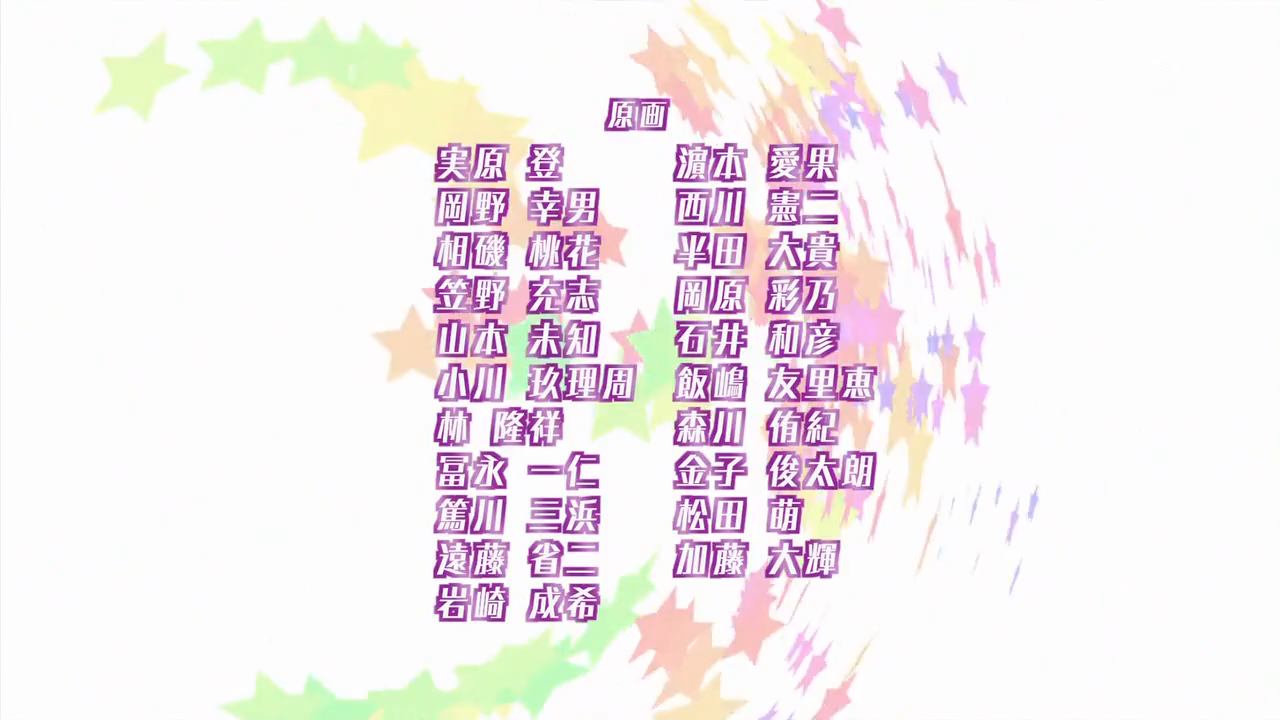 原画
実原 登
岡野 幸男
相磯 桃花
笠野 充志
山本 未知
小川 玖理周
林 隆祥
冨永 一仁
篤川 三浜
遠藤 省二
岩崎 成希
濵本 愛果
西川 憲二
半田 大貴
岡原 彩乃
石井 和彦
飯嶋 友里恵
森川 侑紀
金子 俊太朗
松田 萌
加藤 大輝